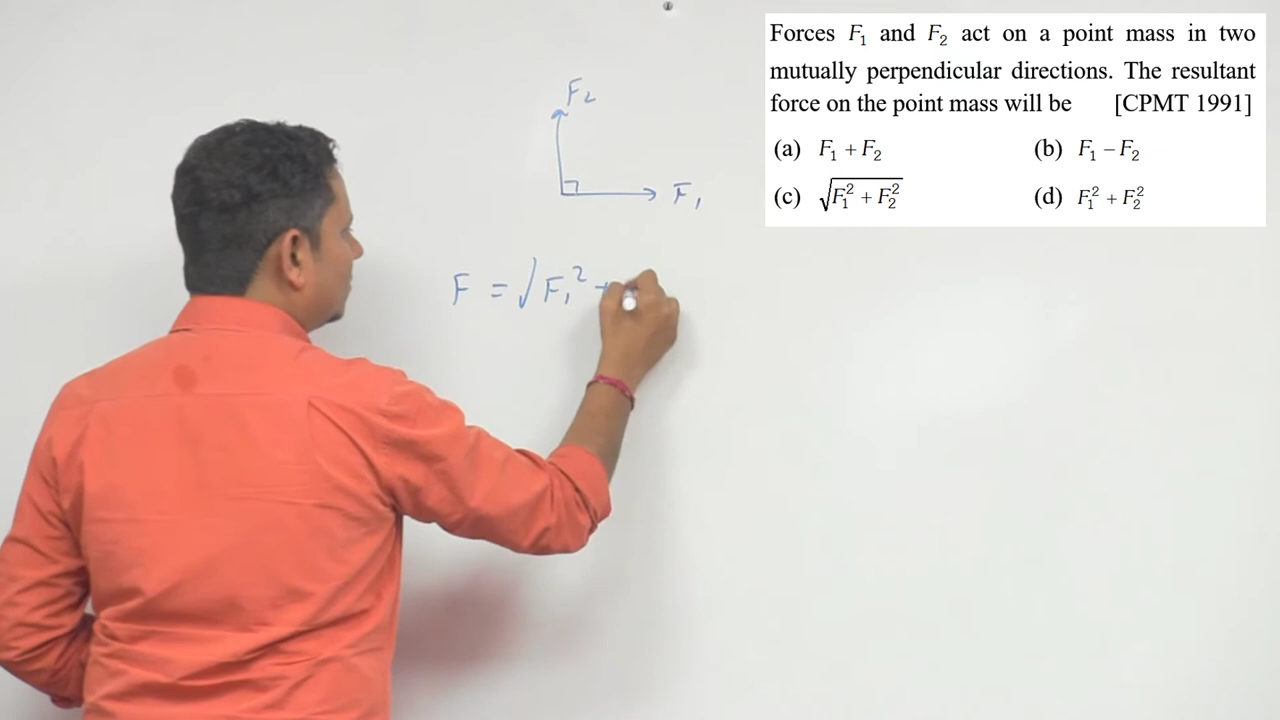 Forces F₁ and F₂ act on a point mass in two
mutually perpendicular directions. The resultant
force on the point mass will be [CPMT 1991]
(a) F₁ + F₂ (b) F₁ − F₂
(c) √(F₁² + F₂²) (d) F₁² + F₂²
F₂
F₁
F = √F₁² +